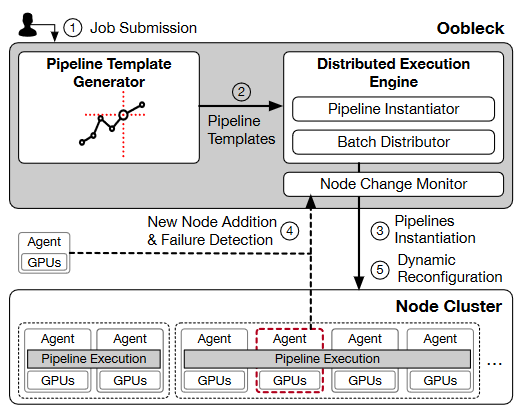 1 Job Submission
Oobleck
Pipeline Template
Generator
2
Pipeline
Templates
Distributed Execution
Engine
Pipeline Instantiator
Batch Distributor
Node Change Monitor
New Node Addition
& Failure Detection
4
3 Pipelines
Instantiation
5 Dynamic
Reconfiguration
Agent
GPUs
Node Cluster
Agent Agent
Pipeline Execution
GPUs GPUs
Agent Agent Agent Agent
Pipeline Execution
GPUs GPUs GPUs GPUs
...